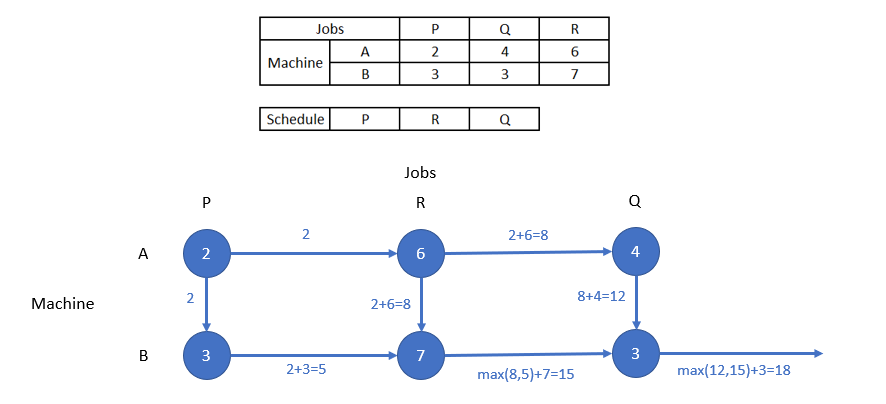 Jobs P Q R
Machine A 2 4 6
B 3 3 7
Schedule P R Q
Jobs
P R Q
A 2 2 6 2+6=8 4
Machine 2 2+6=8 8+4=12
B 3 2+3=5 7 max(8,5)+7=15 3 max(12,15)+3=18